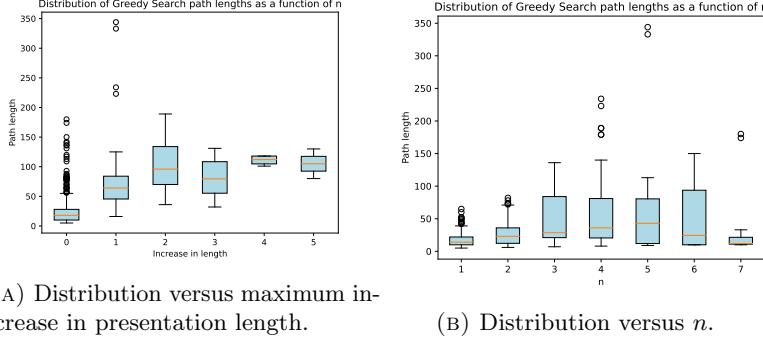 Distribution of Greedy Search path lengths as a function of n
350
300
250
200
150
100
50
0
Path length
0 1 2 3 4 5
Increase in length
A) Distribution versus maximum in-
crease in presentation length.
Distribution of Greedy Search path lengths as a function of
350
300
250
200
150
100
50
0
Path length
1 2 3 4 5 6 7
n
(B) Distribution versus n.